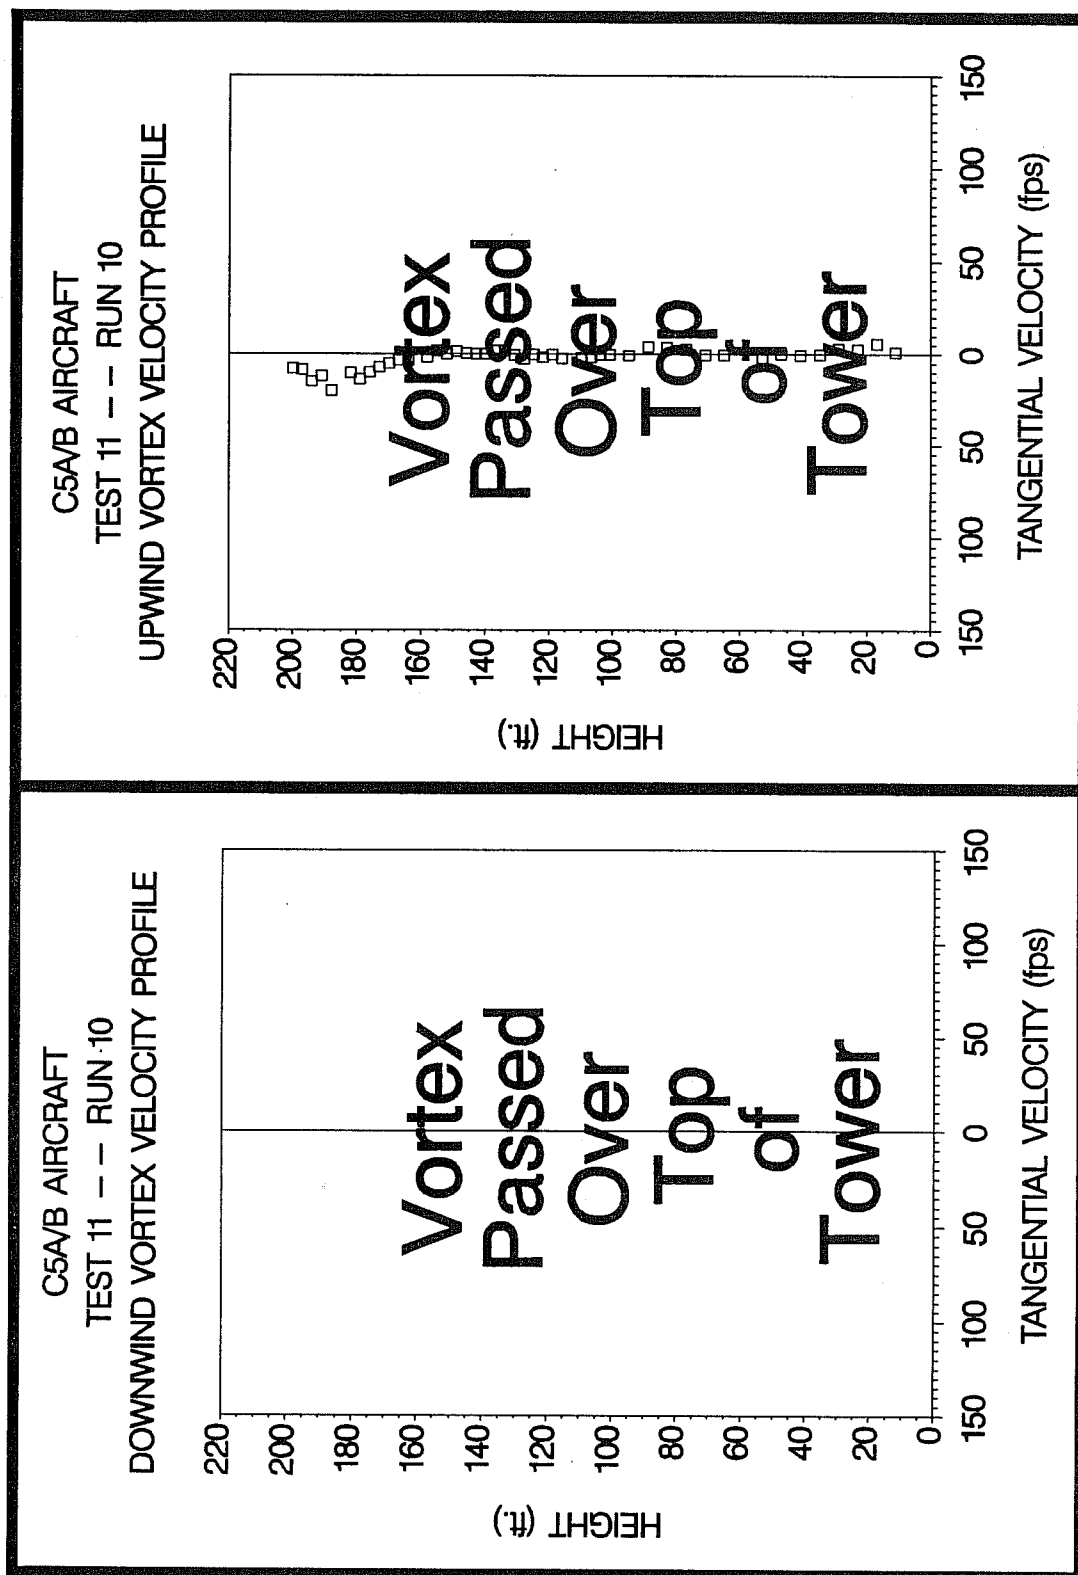 C5A/B AIRCRAFT
TEST 11 -- RUN 10
DOWNWIND VORTEX VELOCITY PROFILE
HEIGHT (ft.)
220
200
180
160
140
120
100
80
60
40
20
0
Vortex
Passed
Over
Top
of
Tower
150 100 50 0 50 100 150
TANGENTIAL VELOCITY (fps)
C5A/B AIRCRAFT
TEST 11 -- RUN 10
UPWIND VORTEX VELOCITY PROFILE
HEIGHT (ft.)
220
200
180
160
140
120
100
80
60
40
20
0
Vortex
Passed
Over
Top
of
Tower
150 100 50 0 50 100 150
TANGENTIAL VELOCITY (fps)